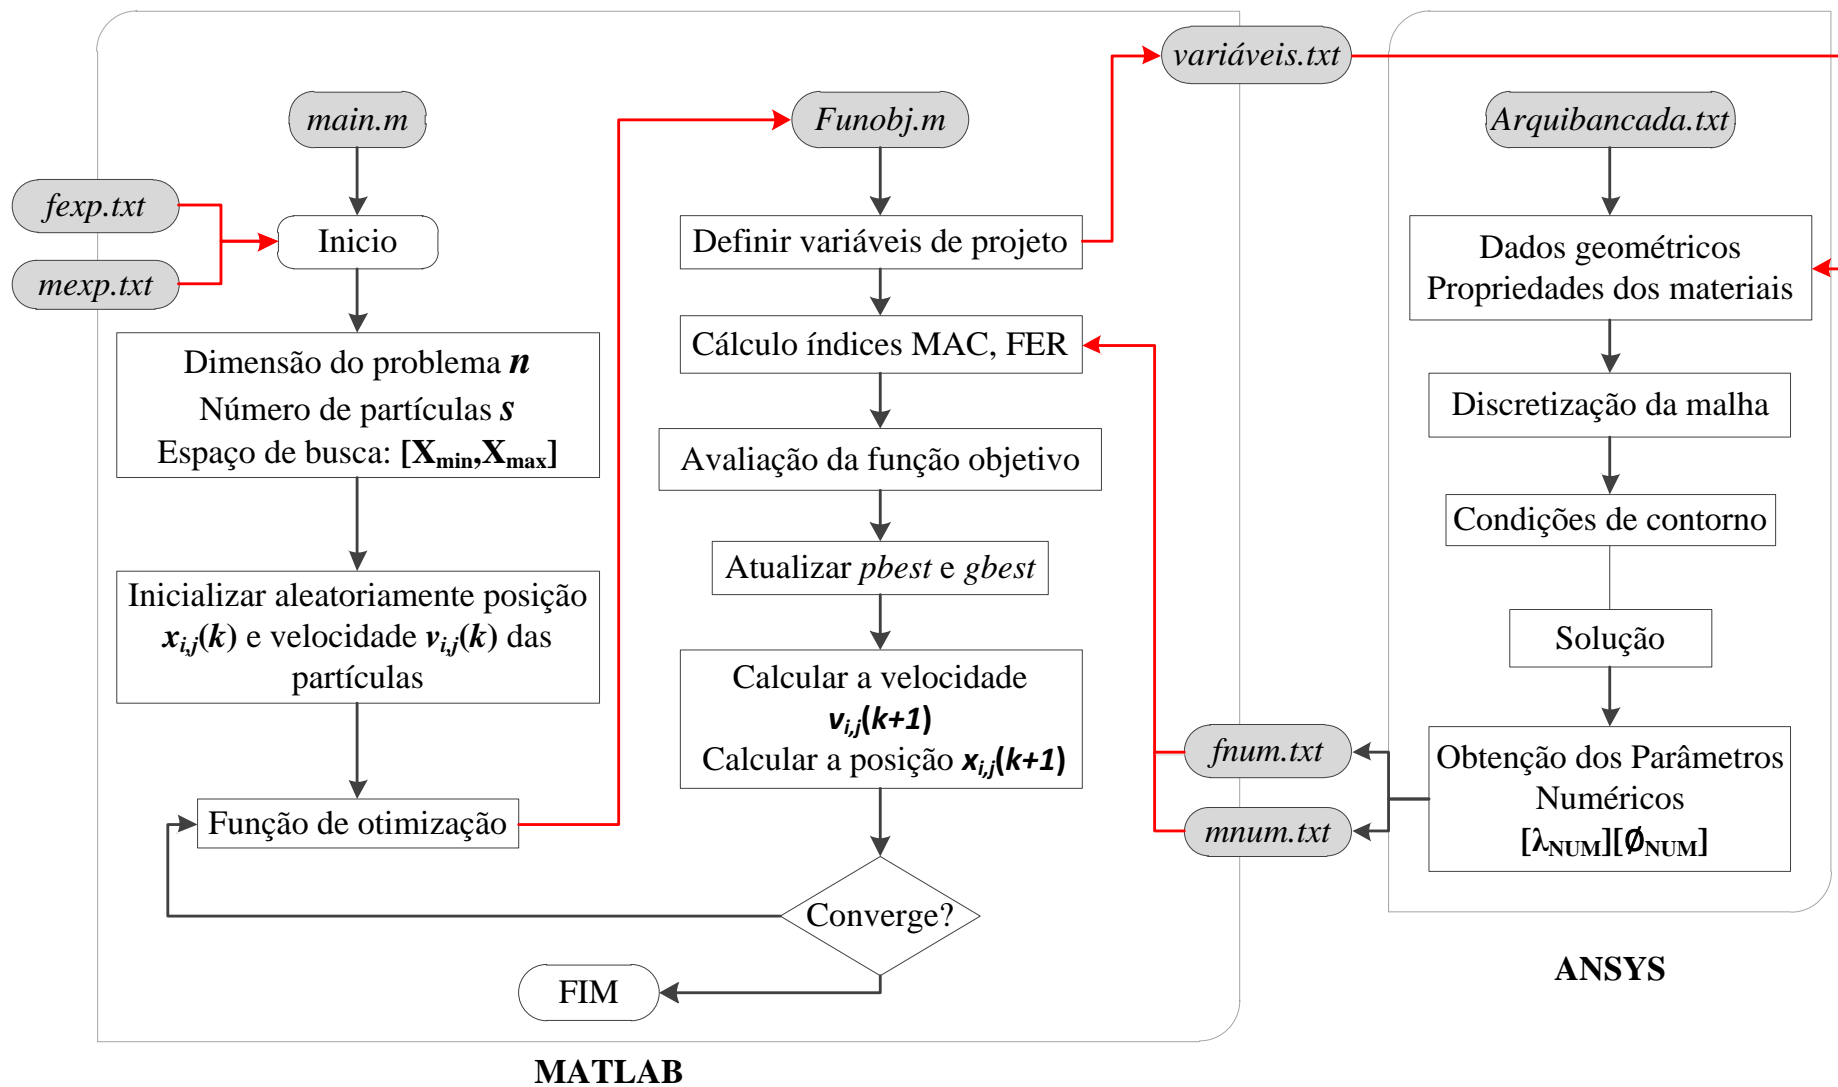 main.m
fexp.txt
mexp.txt
Inicio
Dimensão do problema n
Número de partículas s
Espaço de busca: [Xmin,Xmax]
Inicializar aleatoriamente posição
xi,j(k) e velocidade vi,j(k) das
partículas
Função de otimização
Funobj.m
Definir variáveis de projeto
Cálculo índices MAC, FER
Avaliação da função objetivo
Atualizar pbest e gbest
Calcular a velocidade
vi,j(k+1)
Calcular a posição xi,j(k+1)
Converge?
FIM
MATLAB
variáveis.txt
fnum.txt
mnum.txt
Arquibancada.txt
Dados geométricos
Propriedades dos materiais
Discretização da malha
Condições de contorno
Solução
Obtenção dos Parâmetros
Numéricos
[λNUM][∅NUM]
ANSYS